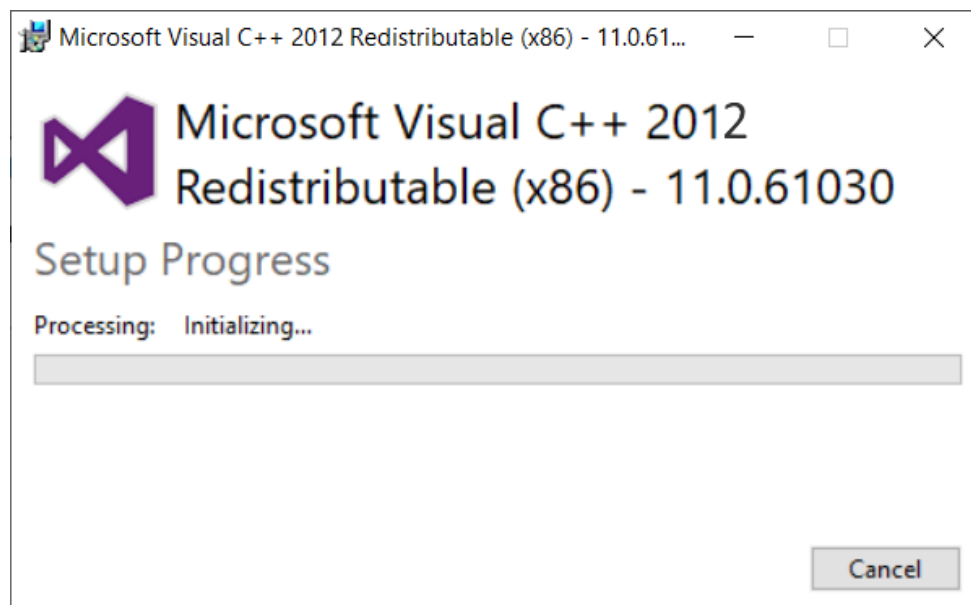 Microsoft Visual C++ 2012 Redistributable (x86) - 11.0.61...
Microsoft Visual C++ 2012
Redistributable (x86) - 11.0.61030
Setup Progress
Processing: Initializing...
Cancel